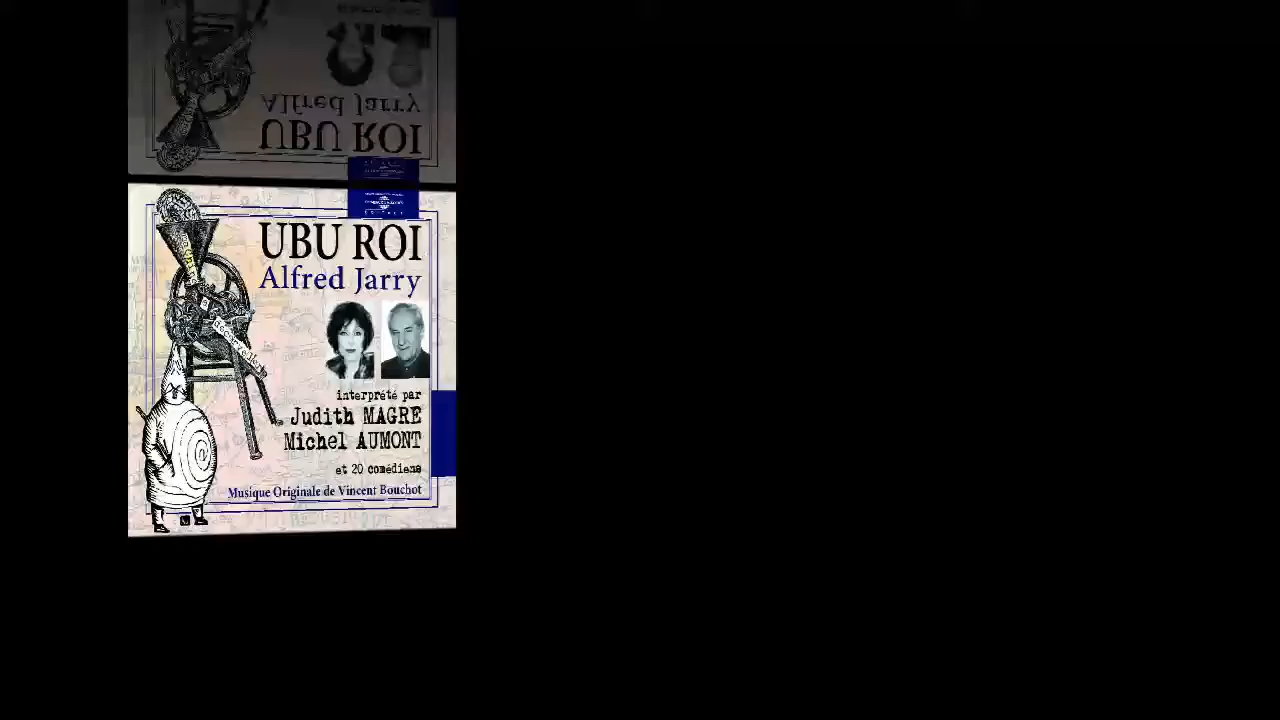 UBU ROI
Alfred Jarry
interprété par
Judith MAGRE
Michel AUMONT
et 20 comédiens
Musique Originale de Vincent Bouchot